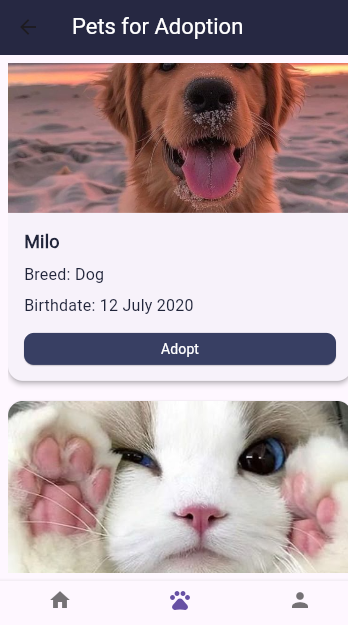 Pets for Adoption
Milo
Breed: Dog
Birthdate: 12 July 2020
Adopt